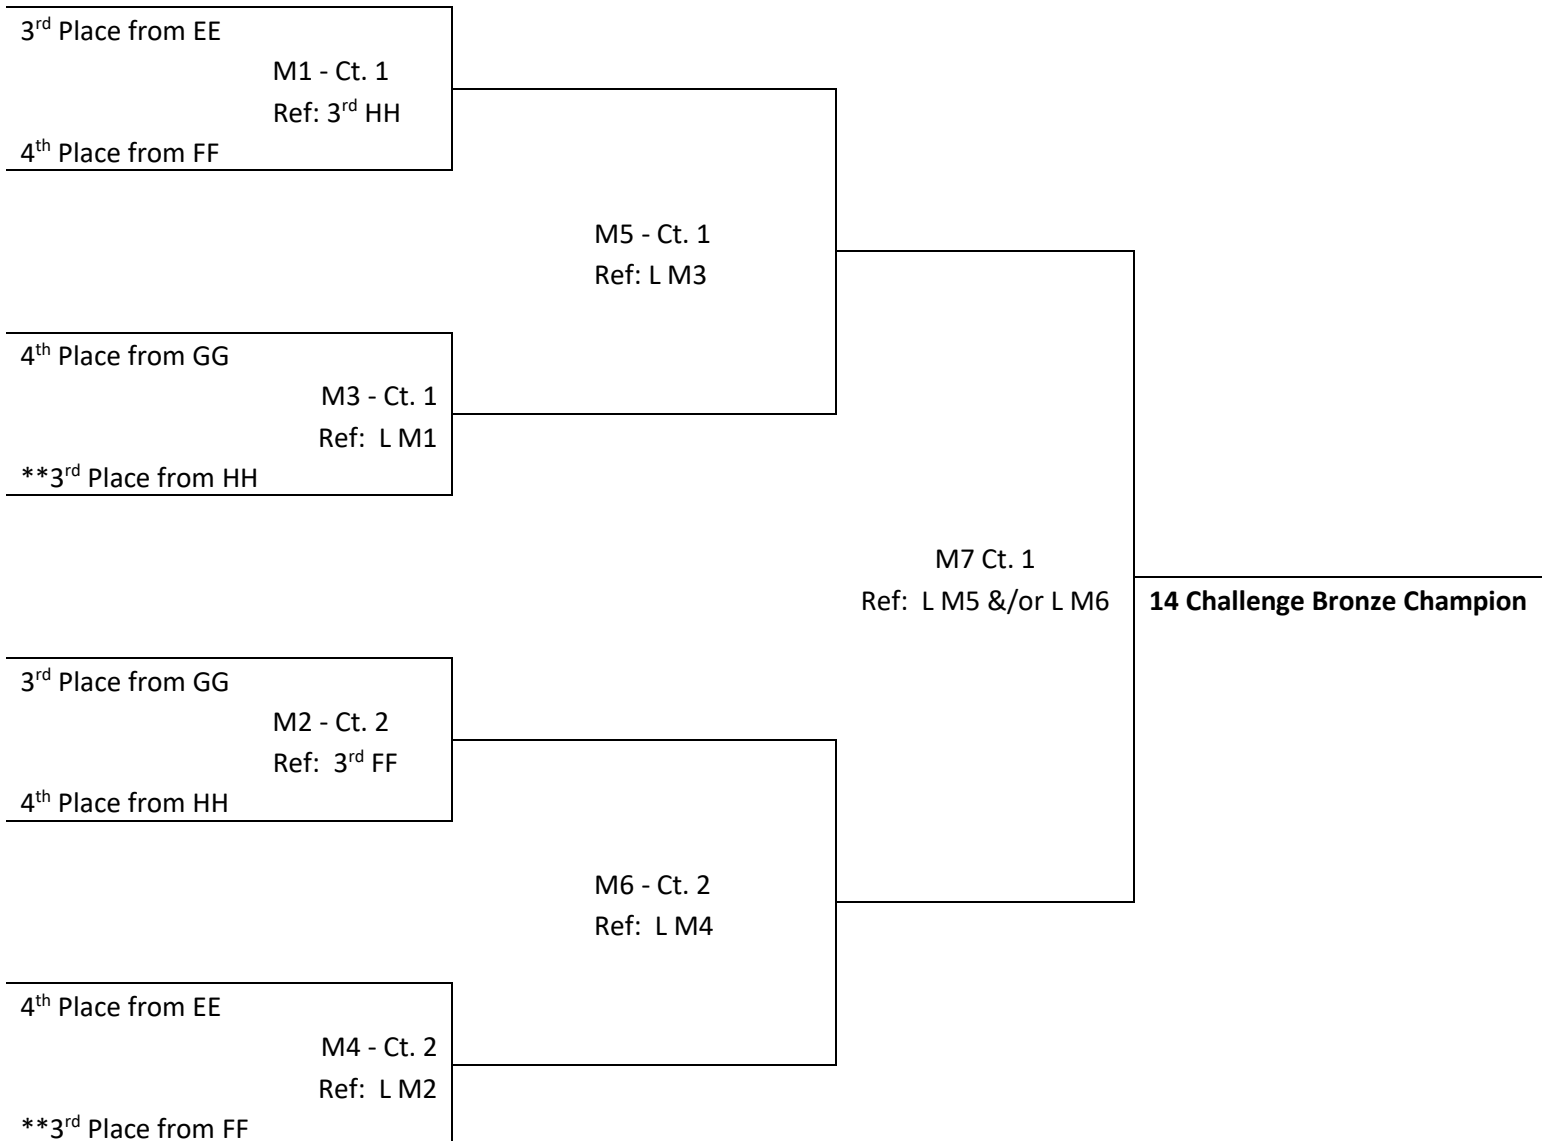 3rd Place from EE
M1 - Ct. 1
Ref: 3rd HH
4th Place from FF
M5 - Ct. 1
Ref: L M3
4th Place from GG
M3 - Ct. 1
Ref: L M1
**3rd Place from HH
M7 Ct. 1
Ref: L M5 &/or L M6
14 Challenge Bronze Champion
3rd Place from GG
M2 - Ct. 2
Ref: 3rd FF
4th Place from HH
M6 - Ct. 2
Ref: L M4
4th Place from EE
M4 - Ct. 2
Ref: L M2
**3rd Place from FF